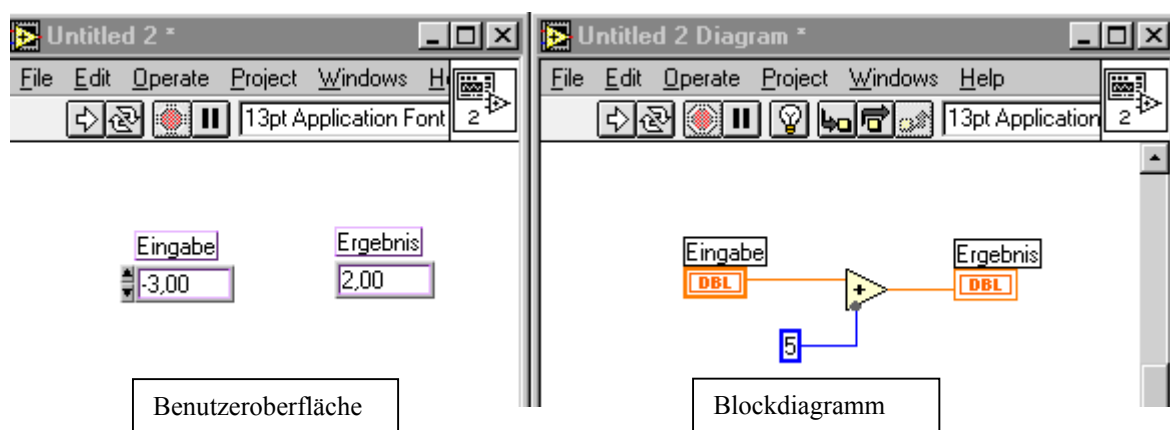 Untitled 2 *
File Edit Operate Project Windows H
13pt Application Font
2
Eingabe
-3,00
Ergebnis
2,00
Benutzeroberfläche
Untitled 2 Diagram *
File Edit Operate Project Windows Help
13pt Application
2
Eingabe
DBL
+
Ergebnis
DBL
5
Blockdiagramm